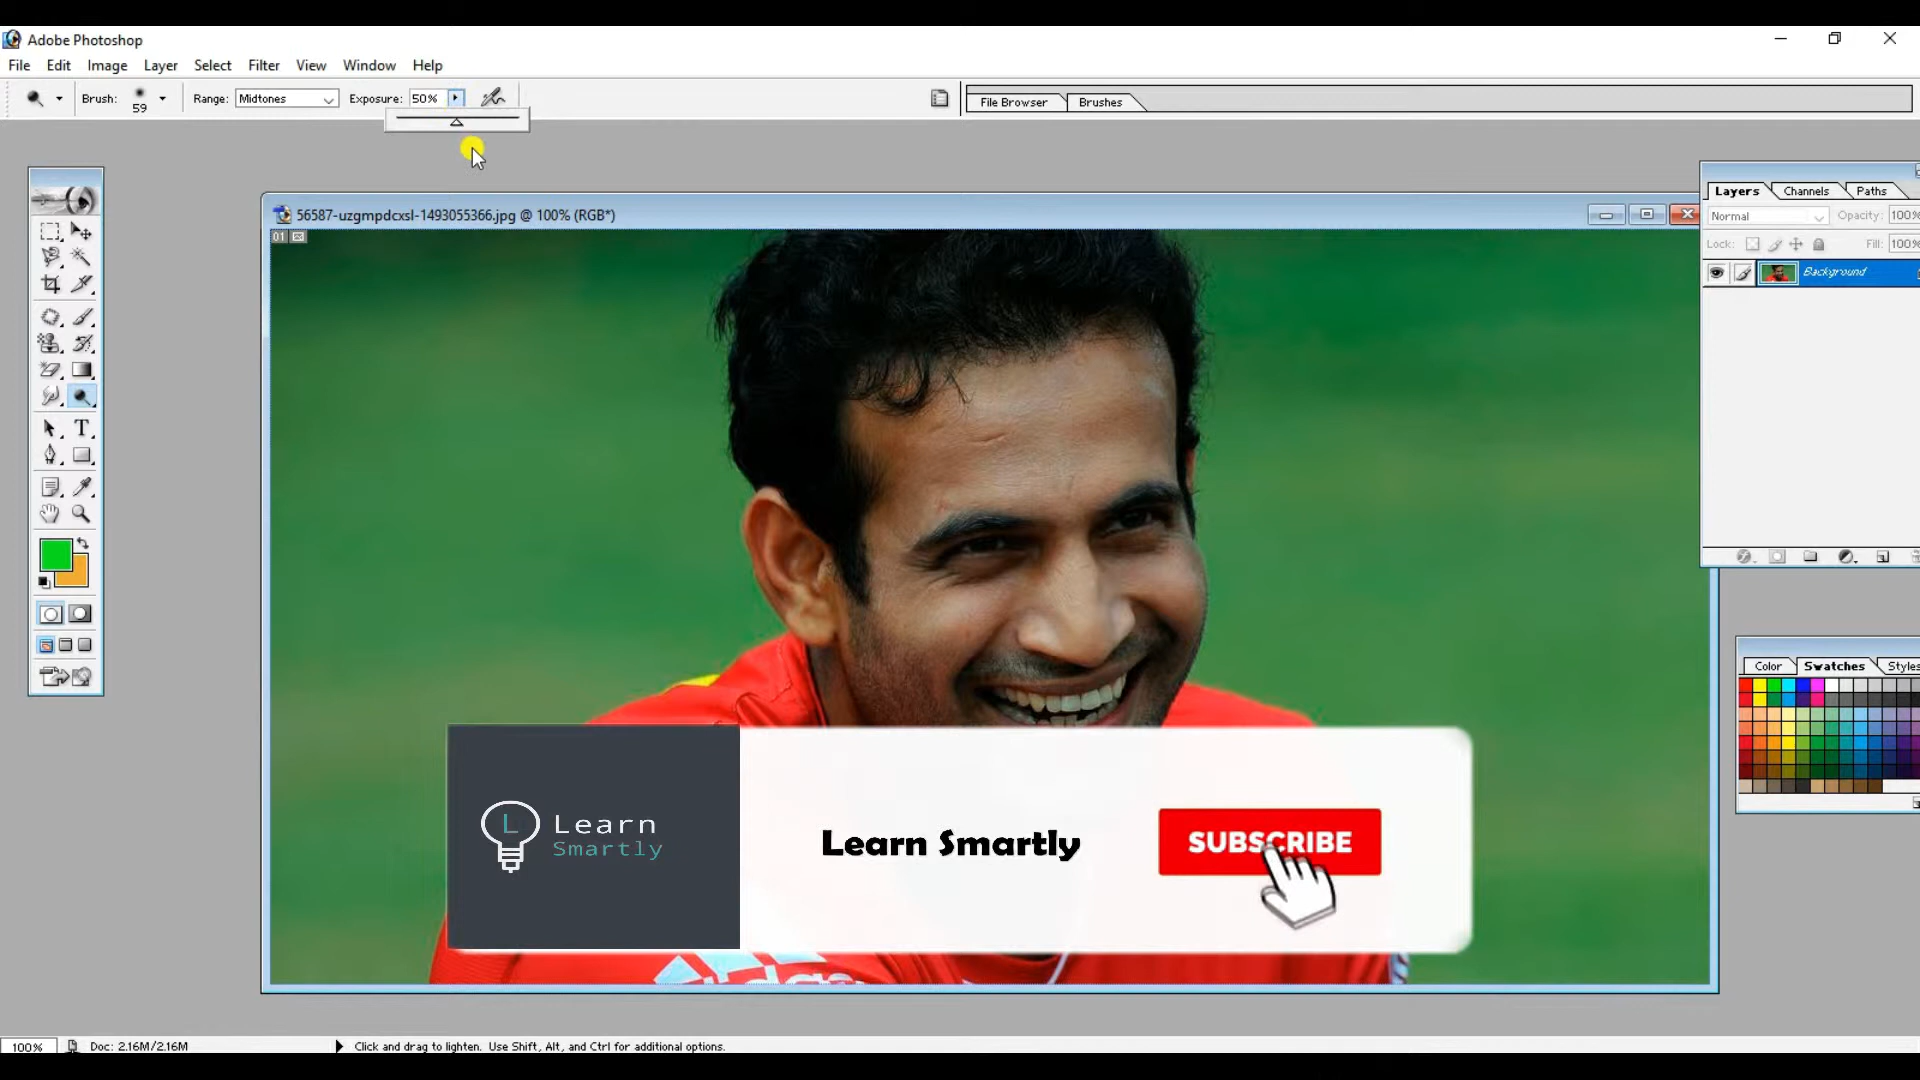 Adobe Photoshop
File Edit Image Layer Select Filter View Window Help
Brush: 59 Range: Midtones Exposure: 50% File Browser Brushes
56587-uzgmpdcxsl-1493055366.jpg @ 100% (RGB*)
01
Layers Channels Paths
Normal Opacity: 100%
Lock: Fill: 100%
Background
T
Color Swatches Styles
L Learn
Smartly
Learn Smartly
SUBSCRIBE
100% Doc: 2.16M/2.16M Click and drag to lighten. Use Shift, Alt, and Ctrl for additional options.